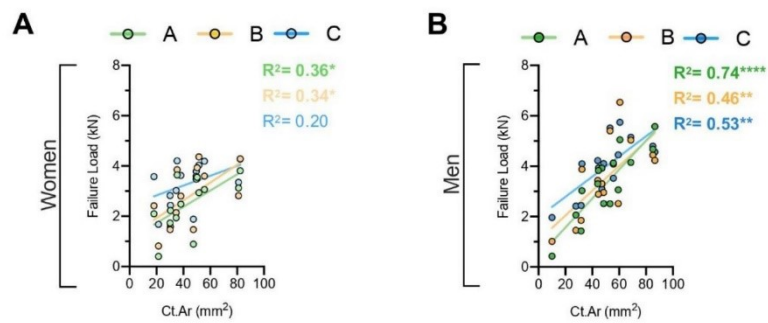 A
A B C
R²= 0.36*
R²= 0.34*
R²= 0.20
Women
Failure Load (kN)
8
6
4
2
0
0 20 40 60 80 100
Ct.Ar (mm²)
B
A B C
R²= 0.74****
R²= 0.46**
R²= 0.53**
Men
Failure Load (kN)
8
6
4
2
0
0 20 40 60 80 100
Ct.Ar (mm²)